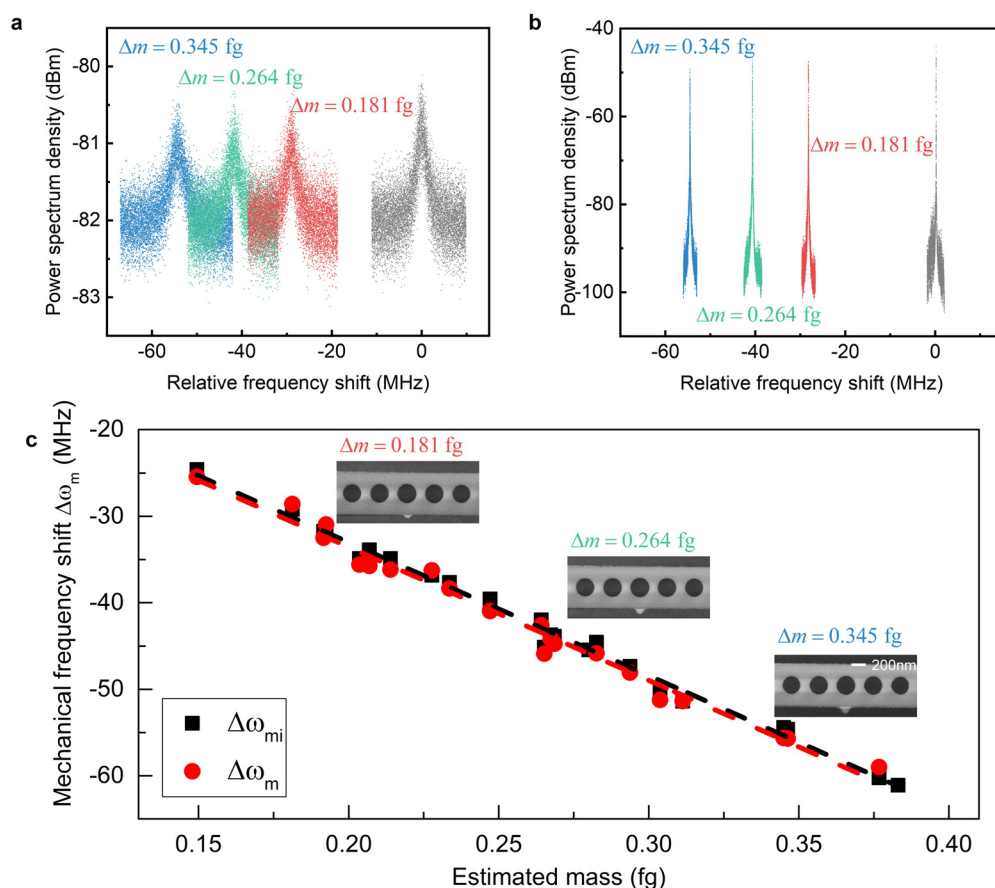 a
Δm = 0.345 fg
Δm = 0.264 fg
Δm = 0.181 fg
-80
-81
-82
-83
Power spectrum density (dBm)
-60
-40
-20
0
Relative frequency shift (MHz)
b
Δm = 0.345 fg
Δm = 0.181 fg
Δm = 0.264 fg
-40
-60
-80
-100
Power spectrum density (dBm)
-60
-40
-20
0
Relative frequency shift (MHz)
c
Δm = 0.181 fg
Δm = 0.264 fg
Δm = 0.345 fg
200nm
-20
-30
-40
-50
-60
Mechanical frequency shift Δω_m (MHz)
Δω_mi
Δω_m
0.15
0.20
0.25
0.30
0.35
0.40
Estimated mass (fg)